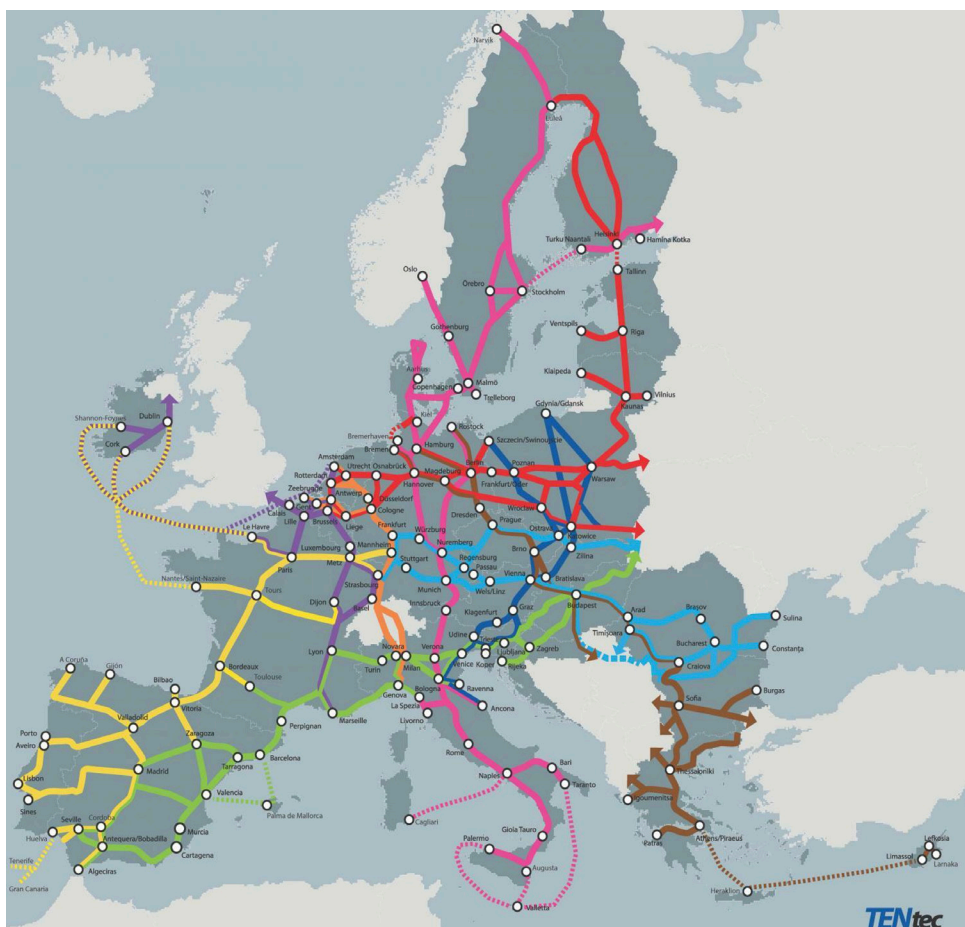 Narvik
Luleå
Helsinki
Turku Naantali
Hamina Kotka
Tallinn
Oslo
Örebro
Stockholm
Gothenburg
Ventspils
Riga
Aarhus
Klaipeda
Copenhagen
Malmö
Trelleborg
Vilnius
Kaunas
Gdynia/Gdansk
Shannon-Foynes
Dublin
Kiel
Rostock
Cork
Bremerhaven
Bremen
Hamburg
Szczecin/Swinoujscie
Amsterdam
Utrecht
Osnabrück
Magdeburg
Berlin
Poznan
Warsaw
Rotterdam
Hannover
Frankfurt/Oder
Zeebrugge
Antwerp
Düsseldorf
Gent
Cologne
Wrocław
Calais
Dresden
Lille
Brussels
Liege
Frankfurt
Prague
Ostrava
Katowice
Le Havre
Würzburg
Luxembourg
Mannheim
Nuremberg
Brno
Zilina
Paris
Metz
Stuttgart
Regensburg
Passau
Vienna
Nantes/Saint-Nazaire
Strasbourg
Munich
Wels/Linz
Bratislava
Tours
Dijon
Basel
Innsbruck
Budapest
Klagenfurt
Graz
Arad
Braşov
Sulina
Timişoara
Udine
Trieste
Ljubljana
Zagreb
Bucharest
Constanţa
Lyon
Novara
Verona
Turin
Milan
Venice
Koper
Rijeka
Craiova
A Coruña
Gijón
Bilbao
Bordeaux
Toulouse
Genova
Bologna
Ravenna
Burgas
Sofia
Vitoria
La Spezia
Livorno
Ancona
Marseille
Valladolid
Perpignan
Porto
Aveiro
Zaragoza
Barcelona
Rome
Lisbon
Madrid
Tarragona
Naples
Bari
Taranto
Thessaloniki
Sines
Valencia
Palma de Mallorca
Igoumenitsa
Cagliari
Seville
Cordoba
Murcia
Gioia Tauro
Patras
Athens/Piraeus
Huelva
Antequera/Bobadilla
Palermo
Lefkosia
Tenerife
Cartagena
Limassol
Larnaka
Gran Canaria
Algeciras
Augusta
Heraklion
Valletta
TENtec